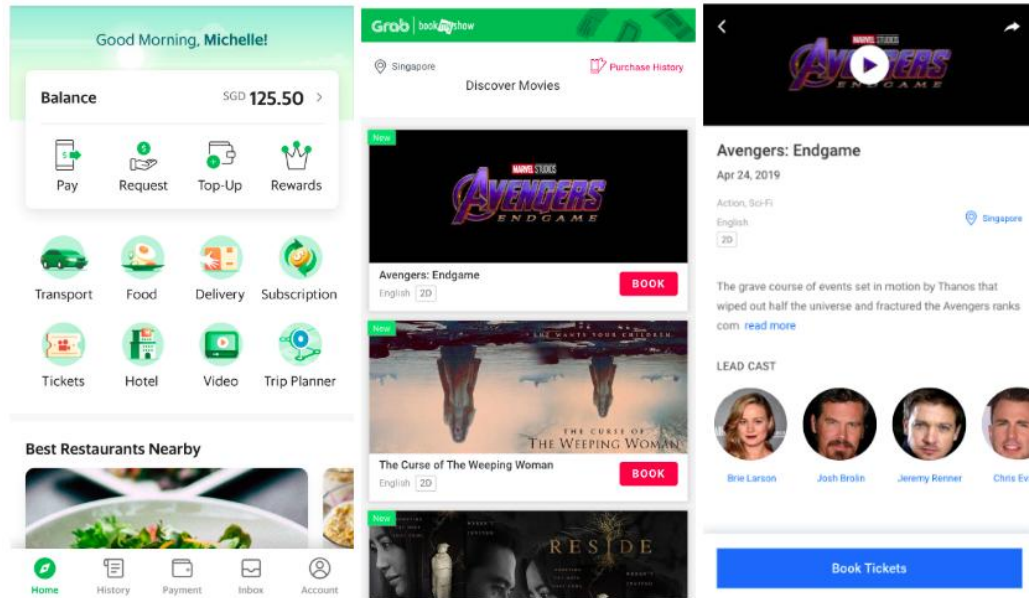 Good Morning, Michelle!
Balance
SGD 125.50
Pay
Request
Top-Up
Rewards
Transport
Food
Delivery
Subscription
Tickets
Hotel
Video
Trip Planner
Best Restaurants Nearby
Home
History
Payment
Inbox
Account
Grab bookmyshow
Singapore
Purchase History
Discover Movies
New
MARVEL STUDIOS
AVENGERS
ENDGAME
Avengers: Endgame
English 2D
BOOK
New
SHE WANTS YOUR CHILDREN
THE CURSE OF
THE WEEPING WOMAN
The Curse of The Weeping Woman
English 2D
BOOK
New
RESIDE
MARVEL STUDIOS
AVENGERS
ENDGAME
Avengers: Endgame
Apr 24, 2019
Action, Sci-Fi
English
Singapore
2D
The grave course of events set in motion by Thanos that
wiped out half the universe and fractured the Avengers ranks
com read more
LEAD CAST
Brie Larson
Josh Brolin
Jeremy Renner
Chris Ev
Book Tickets